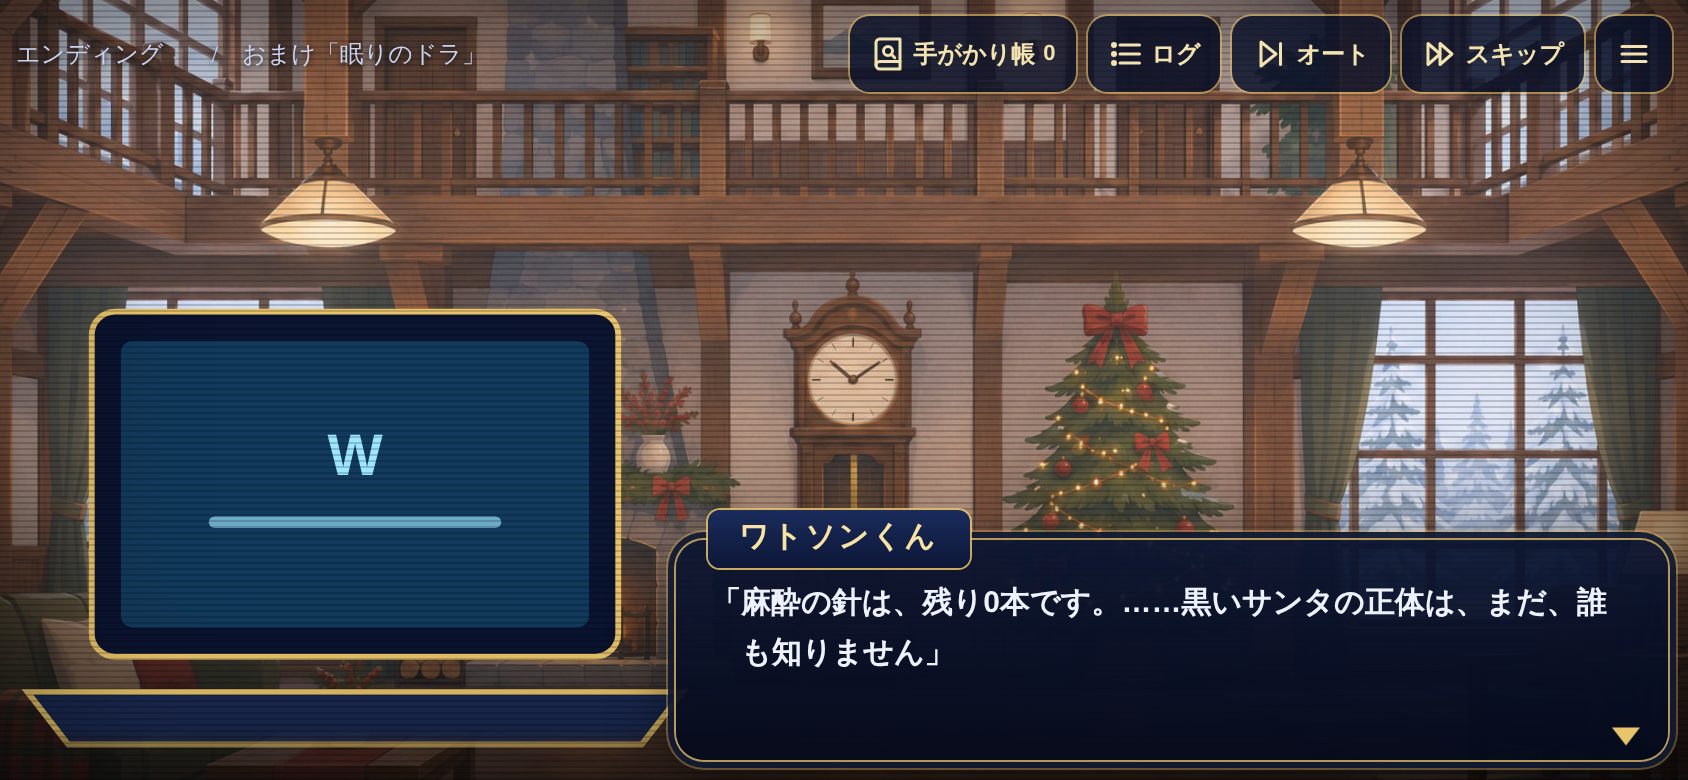 エンディング / おまけ「眠りのドラ」
手がかり帳 0
ログ
オート
スキップ
W
ワトソンくん
「麻酔の針は、残り0本です。……黒いサンタの正体は、まだ、誰
も知りません」